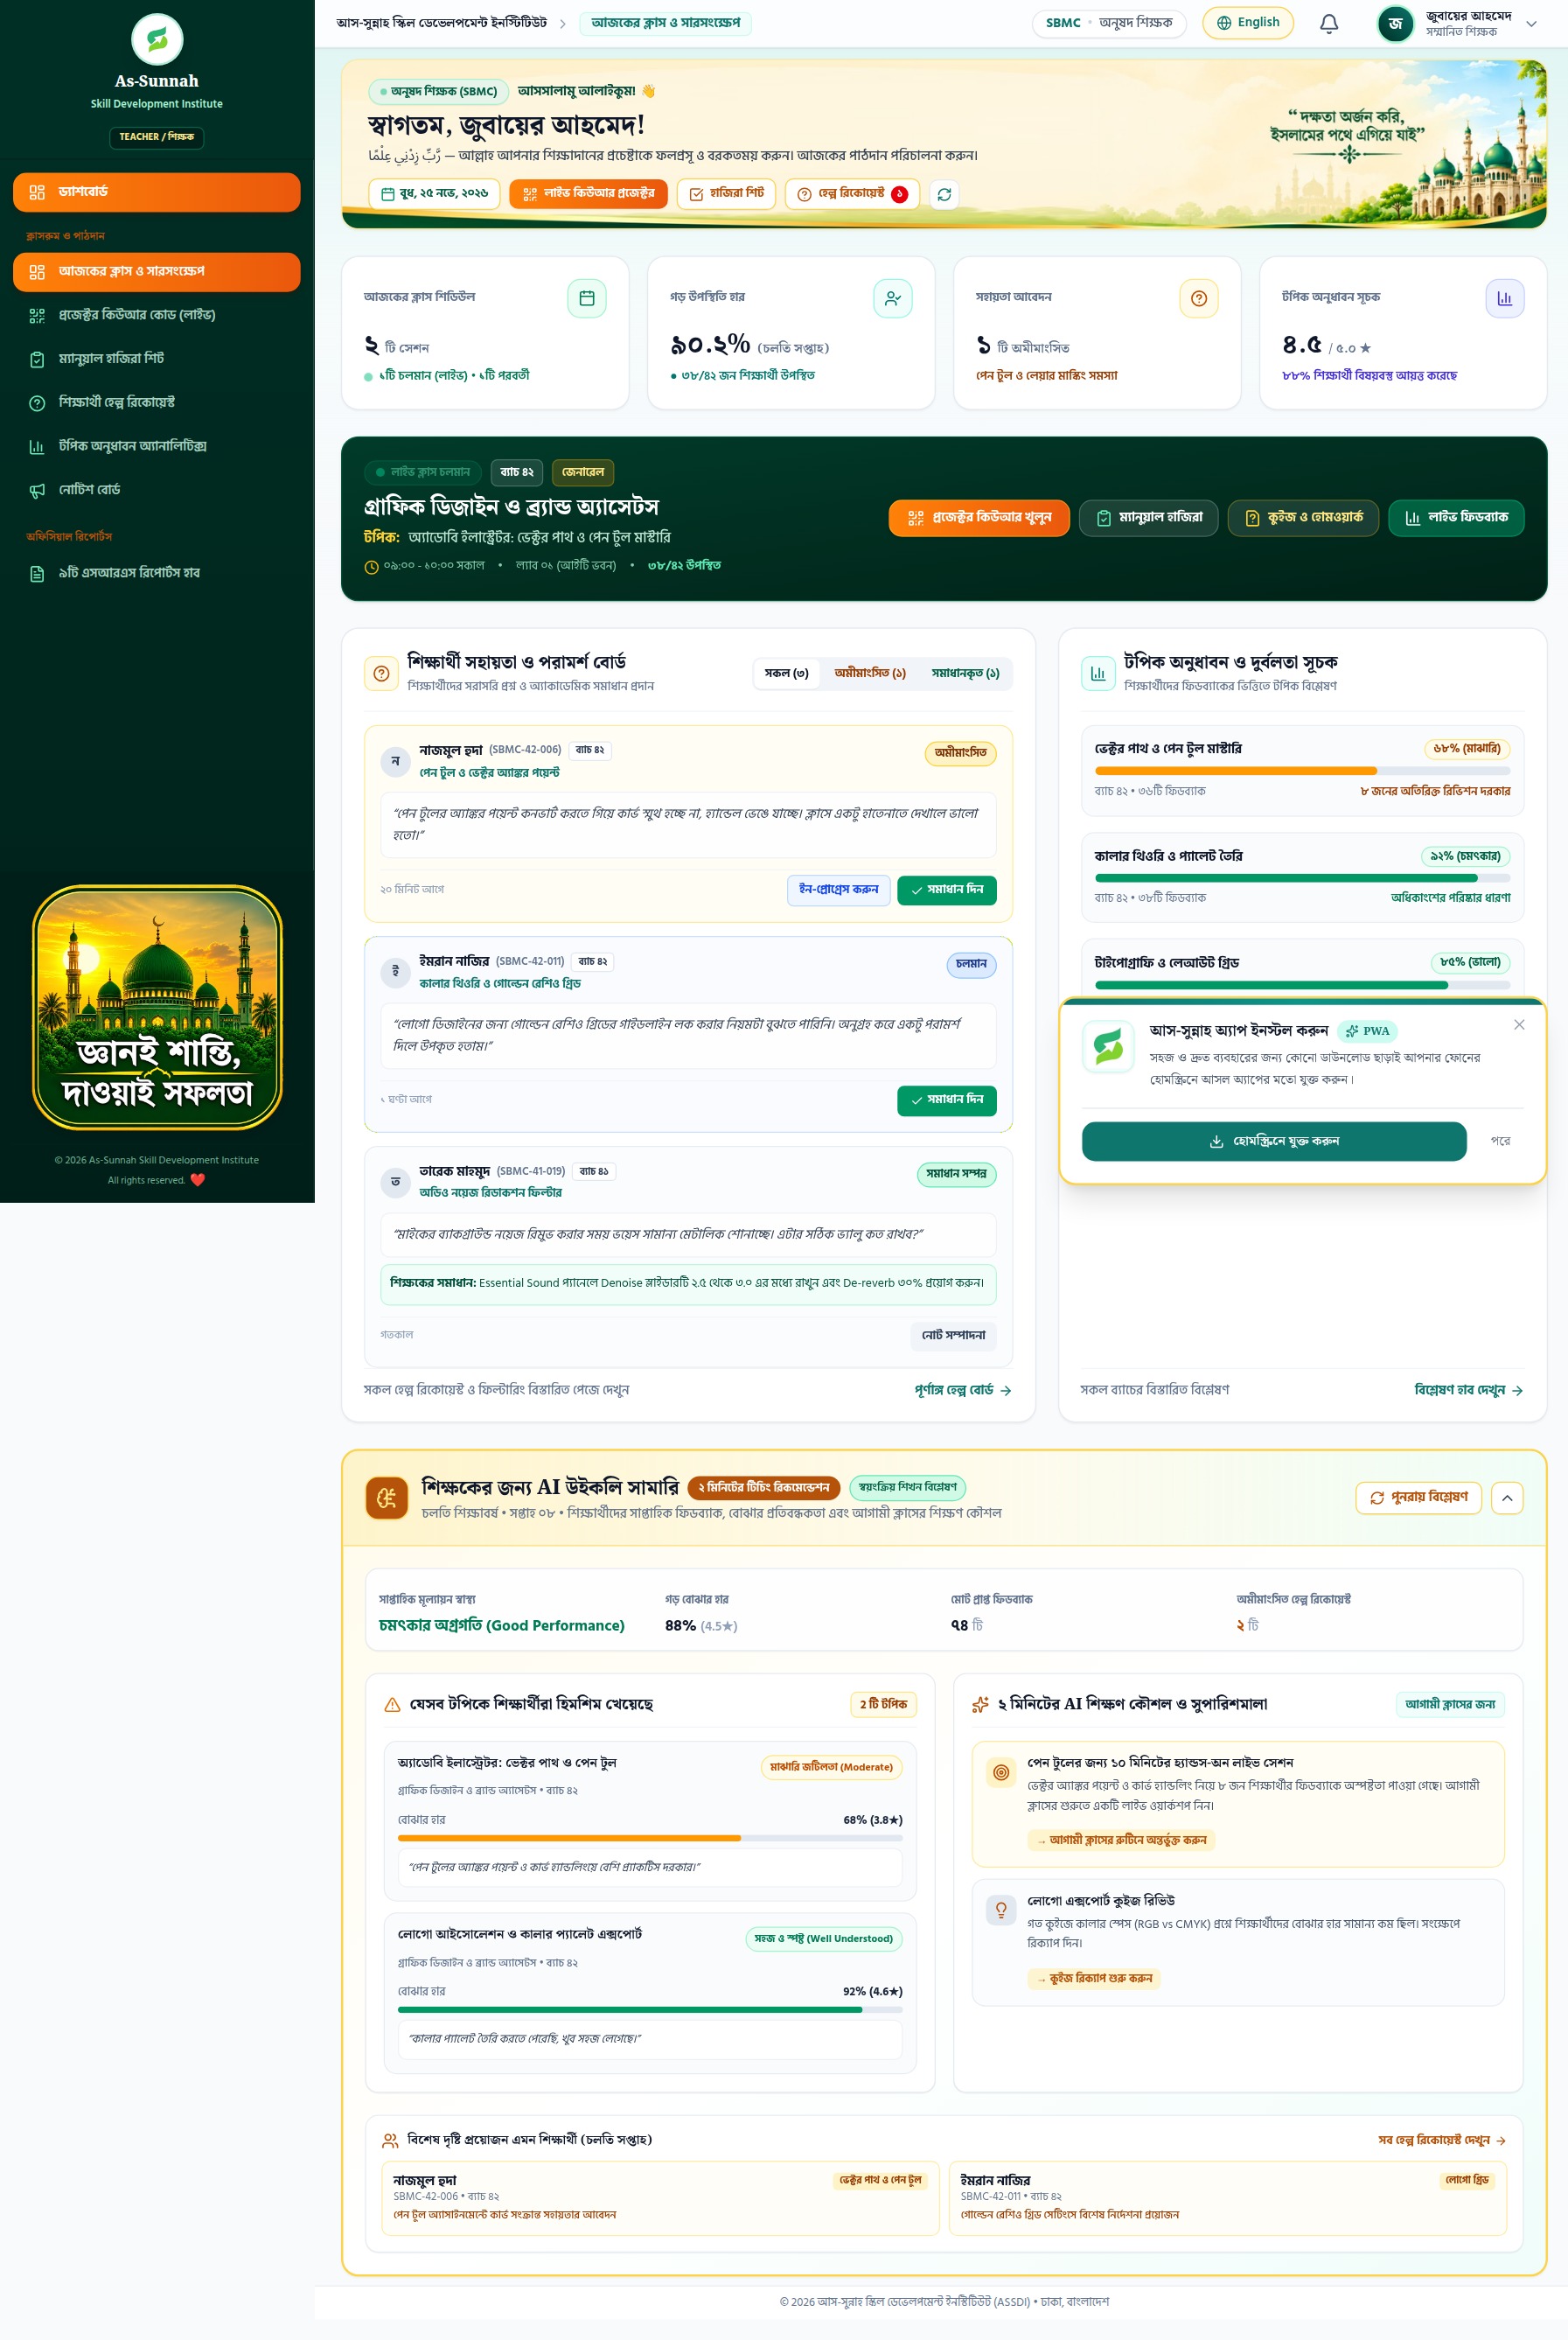 As-Sunnah
Skill Development Institute
TEACHER / শিক্ষক
ড্যাশবোর্ড
ক্লাসরুম ও পাঠদান
আজকের ক্লাস ও সারসংক্ষেপ
প্রজেক্টর কিউআর কোড (লাইভ)
ম্যানুয়াল হাজিরা শিট
শিক্ষার্থী হেল্প রিকোয়েস্ট
টপিক অনুধাবন অ্যানালিটিক্স
নোটিশ বোর্ড
অফিসিয়াল রিপোর্টস
৯টি এসআরএস রিপোর্টস হাব
জ্ঞানই শান্তি,
দাওয়াই সফলতা
© 2026 As-Sunnah Skill Development Institute
All rights reserved. ❤️
আস-সুন্নাহ স্কিল ডেভেলপমেন্ট ইনস্টিটিউট > আজকের ক্লাস ও সারসংক্ষেপ
SBMC • অনুষদ শিক্ষক
English
জ
জুবায়ের আহমেদ
সম্মানিত শিক্ষক
অনুষদ শিক্ষক (SBMC) আসসালামু আলাইকুম! 👋
স্বাগতম, জুবায়ের আহমেদ!
رَّبِّ زِدْنِي عِلْمًا — আল্লাহ আপনার শিক্ষাদানের প্রচেষ্টাকে ফলপ্রসূ ও বরকতময় করুন। আজকের পাঠদান পরিচালনা করুন।
বুধ, ২৫ নভে, ২০২৬
লাইভ কিউআর প্রজেক্টর
হাজিরা শিট
হেল্প রিকোয়েস্ট ১
“ দক্ষতা অর্জন করি,
ইসলামের পথে এগিয়ে যাই”
আজকের ক্লাস শিডিউল
২ টি সেশন
১টি চলমান (লাইভ) • ১টি পরবর্তী
গড় উপস্থিতি হার
৯০.২% (চলতি সপ্তাহ)
• ৩৮/৪২ জন শিক্ষার্থী উপস্থিত
সহায়তা আবেদন
১ টি অমীমাংসিত
পেন টুল ও লেয়ার মাস্কিং সমস্যা
টপিক অনুধাবন সূচক
৪.৫ / ৫.০ ★
৮৮% শিক্ষার্থী বিষয়বস্তু আয়ত্ত করেছে
লাইভ ক্লাস চলমান ব্যাচ ৪২ জেনারেল
গ্রাফিক ডিজাইন ও ব্র্যান্ড অ্যাসেটস
টপিক: অ্যাডোবি ইলাস্ট্রেটর: ভেক্টর পাথ ও পেন টুল মাস্টারি
০৯:০০ - ১০:০০ সকাল • ল্যাব ০১ (আইটি ভবন) • ৩৮/৪২ উপস্থিত
প্রজেক্টর কিউআর খুলুন
ম্যানুয়াল হাজিরা
কুইজ ও হোমওয়ার্ক
লাইভ ফিডব্যাক
শিক্ষার্থী সহায়তা ও পরামর্শ বোর্ড
শিক্ষার্থীদের সরাসরি প্রশ্ন ও অ্যাকাডেমিক সমাধান প্রদান
সকল (৩) অমীমাংসিত (১) সমাধানকৃত (১)
ন
নাজমুল হুদা (SBMC-42-006) ব্যাচ ৪২
পেন টুল ও ভেক্টর অ্যাঙ্কর পয়েন্ট
অমীমাংসিত
“পেন টুলের অ্যাঙ্কর পয়েন্ট কনভার্ট করতে গিয়ে কার্ভ স্মুথ হচ্ছে না, হ্যান্ডেল ভেঙে যাচ্ছে। ক্লাসে একটু হাতেনাতে দেখালে ভালো
হতো।”
২০ মিনিট আগে
ইন-প্রোগ্রেস করুন
সমাধান দিন
ই
ইমরান নাজির (SBMC-42-011) ব্যাচ ৪২
কালার থিওরি ও গোল্ডেন রেশিও গ্রিড
চলমান
“লোগো ডিজাইনের জন্য গোল্ডেন রেশিও গ্রিডের গাইডলাইন লক করার নিয়মটা বুঝতে পারিনি। অনুগ্রহ করে একটু পরামর্শ
দিলে উপকৃত হতাম।”
১ ঘণ্টা আগে
সমাধান দিন
ত
তারেক মাহমুদ (SBMC-41-019) ব্যাচ ৪১
অডিও নয়েজ রিডাকশন ফিল্টার
সমাধান সম্পন্ন
“মাইকের ব্যাকগ্রাউন্ড নয়েজ রিমুভ করার সময় ভয়েস সামান্য মেটালিক শোনাচ্ছে। এটার সঠিক ভ্যালু কত রাখব?”
শিক্ষকের সমাধান: Essential Sound প্যানেলে Denoise স্লাইডারটি ২.৫ থেকে ৩.০ এর মধ্যে রাখুন এবং De-reverb ৩০% প্রয়োগ করুন।
গতকাল
নোট সম্পাদনা
সকল হেল্প রিকোয়েস্ট ও ফিল্টারিং বিস্তারিত পেজে দেখুন
পূর্ণাঙ্গ হেল্প বোর্ড →
টপিক অনুধাবন ও দুর্বলতা সূচক
শিক্ষার্থীদের ফিডব্যাকের ভিত্তিতে টপিক বিশ্লেষণ
ভেক্টর পাথ ও পেন টুল মাস্টারি
৬৮% (মাঝারি)
ব্যাচ ৪২ • ৩৬টি ফিডব্যাক
৮ জনের অতিরিক্ত রিভিশন দরকার
কালার থিওরি ও প্যালেট তৈরি
৯২% (চমৎকার)
ব্যাচ ৪২ • ৩৮টি ফিডব্যাক
অধিকাংশের পরিষ্কার ধারণা
টাইপোগ্রাফি ও লেআউট গ্রিড
৮৫% (ভালো)
আস-সুন্নাহ অ্যাপ ইনস্টল করুন PWA
সহজ ও দ্রুত ব্যবহারের জন্য কোনো ডাউনলোড ছাড়াই আপনার ফোনের
হোমস্ক্রিনে আসল অ্যাপের মতো যুক্ত করুন।
হোমস্ক্রিনে যুক্ত করুন
পরে
সকল ব্যাচের বিস্তারিত বিশ্লেষণ
বিশ্লেষণ হাব দেখুন →
শিক্ষকের জন্য AI উইকলি সামারি ২ মিনিটের টিচিং রিকমেন্ডেশন স্বয়ংক্রিয় শিখন বিশ্লেষণ
চলতি শিক্ষাবর্ষ • সপ্তাহ ০৮ • শিক্ষার্থীদের সাপ্তাহিক ফিডব্যাক, বোঝার প্রতিবন্ধকতা এবং আগামী ক্লাসের শিক্ষণ কৌশল
পুনরায় বিশ্লেষণ
সাপ্তাহিক মূল্যায়ন স্বাস্থ্য
চমৎকার অগ্রগতি (Good Performance)
গড় বোঝার হার
88% (4.5★)
মোট প্রাপ্ত ফিডব্যাক
৭৪ টি
অমীমাংসিত হেল্প রিকোয়েস্ট
২ টি
যেসব টপিকে শিক্ষার্থীরা হিমশিম খেয়েছে
2 টি টপিক
অ্যাডোবি ইলাস্ট্রেটর: ভেক্টর পাথ ও পেন টুল
মাঝারি জটিলতা (Moderate)
গ্রাফিক ডিজাইন ও ব্র্যান্ড অ্যাসেটস • ব্যাচ ৪২
বোঝার হার
68% (3.8★)
“পেন টুলের অ্যাঙ্কর পয়েন্ট ও কার্ভ হ্যান্ডলিংয়ে বেশি প্র্যাকটিস দরকার।”
লোগো আইসোলেশন ও কালার প্যালেট এক্সপোর্ট
সহজ ও স্পষ্ট (Well Understood)
গ্রাফিক ডিজাইন ও ব্র্যান্ড অ্যাসেটস • ব্যাচ ৪২
বোঝার হার
92% (4.6★)
“কালার প্যালেট তৈরি করতে পেরেছি, খুব সহজ লেগেছে।”
২ মিনিটের AI শিক্ষণ কৌশল ও সুপারিশমালা
আগামী ক্লাসের জন্য
পেন টুলের জন্য ১০ মিনিটের হ্যান্ডস-অন লাইভ সেশন
ভেক্টর অ্যাঙ্কর পয়েন্ট ও কার্ভ হ্যান্ডলিং নিয়ে ৮ জন শিক্ষার্থীর ফিডব্যাকে অস্পষ্টতা পাওয়া গেছে। আগামী
ক্লাসের শুরুতে একটি লাইভ ওয়ার্কশপ নিন।
→ আগামী ক্লাসের রুটিনে অন্তর্ভুক্ত করুন
লোগো এক্সপোর্ট কুইজ রিভিউ
গত কুইজে কালার স্পেস (RGB vs CMYK) প্রশ্নে শিক্ষার্থীদের বোঝার হার সামান্য কম ছিল। সংক্ষেপে
রিক্যাপ দিন।
→ কুইজ রিক্যাপ শুরু করুন
বিশেষ দৃষ্টি প্রয়োজন এমন শিক্ষার্থী (চলতি সপ্তাহ)
সব হেল্প রিকোয়েস্ট দেখুন →
নাজমুল হুদা
ভেক্টর পাথ ও পেন টুল
SBMC-42-006 • ব্যাচ ৪২
পেন টুল অ্যাসাইনমেন্টে কার্ভ সংক্রান্ত সহায়তার আবেদন
ইমরান নাজির
লোগো গ্রিড
SBMC-42-011 • ব্যাচ ৪২
গোল্ডেন রেশিও গ্রিড সেটিংসে বিশেষ নির্দেশনা প্রয়োজন
© 2026 আস-সুন্নাহ স্কিল ডেভেলপমেন্ট ইনস্টিটিউট (ASSDI) • ঢাকা, বাংলাদেশ